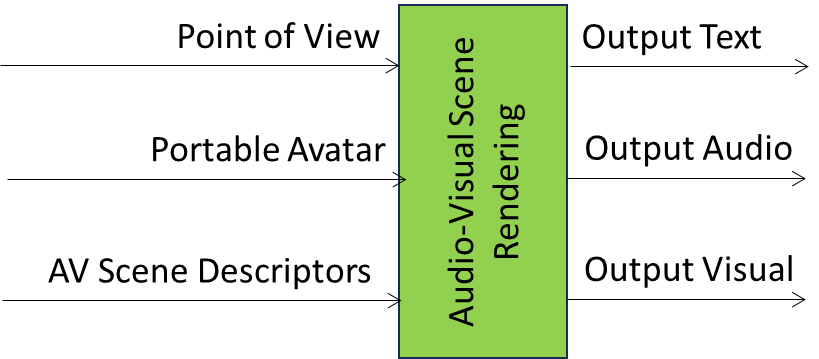 Point of View
Portable Avatar
AV Scene Descriptors
Audio-Visual Scene
Rendering
Output Text
Output Audio
Output Visual